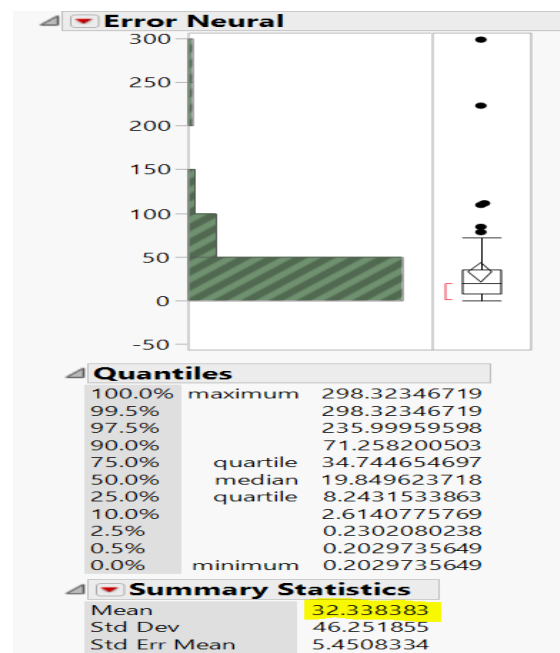 Error Neural
300
250
200
150
100
50
0
-50
Quantiles
100.0% maximum 298.32346719
99.5% 298.32346719
97.5% 235.99959598
90.0% 71.258200503
75.0% quartile 34.744654697
50.0% median 19.849623718
25.0% quartile 8.2431533863
10.0% 2.6140775769
2.5% 0.2302080238
0.5% 0.2029735649
0.0% minimum 0.2029735649
Summary Statistics
Mean 32.338383
Std Dev 46.251855
Std Err Mean 5.4508334